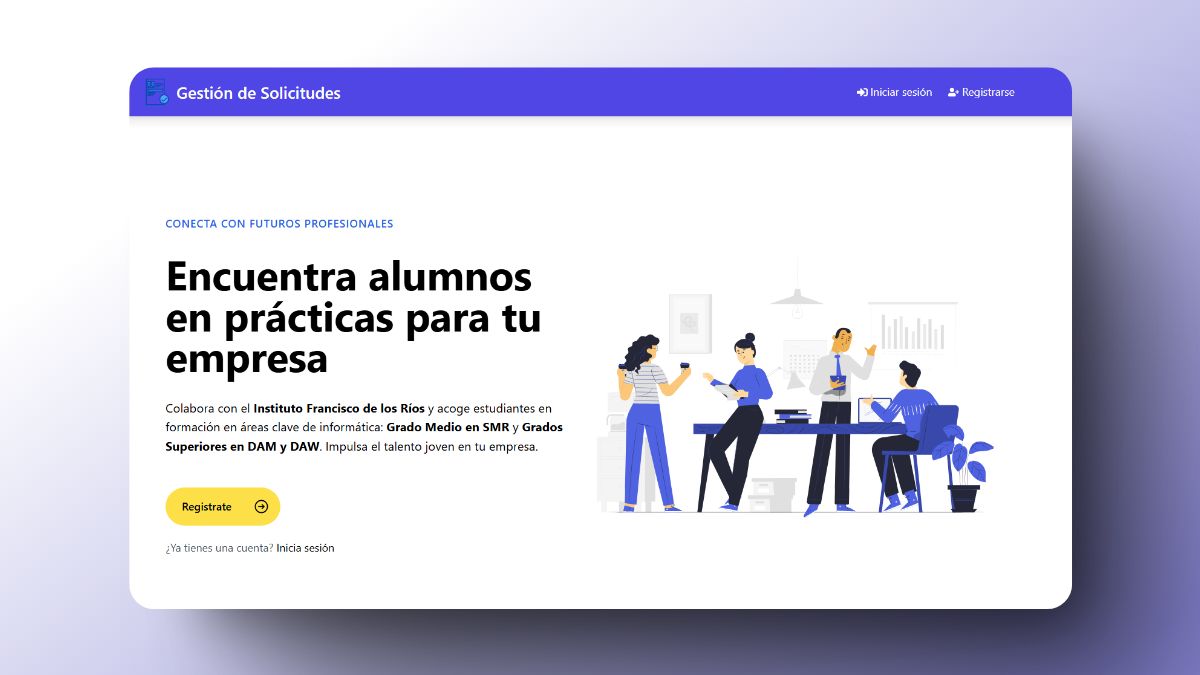 Gestión de Solicitudes
Iniciar sesión
Registrarse
CONECTA CON FUTUROS PROFESIONALES
Encuentra alumnos
en prácticas para tu
empresa
Colabora con el Instituto Francisco de los Ríos y acoge estudiantes en
formación en áreas clave de informática: Grado Medio en SMR y Grados
Superiores en DAM y DAW. Impulsa el talento joven en tu empresa.
Registrate
¿Ya tienes una cuenta? Inicia sesión